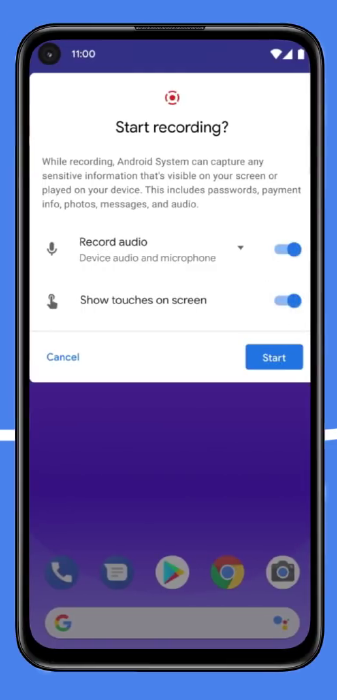 11:00
Start recording?
While recording, Android System can capture any
sensitive information that's visible on your screen or
played on your device. This includes passwords, payment
info, photos, messages, and audio.
Record audio
Device audio and microphone
Show touches on screen
Cancel
Start